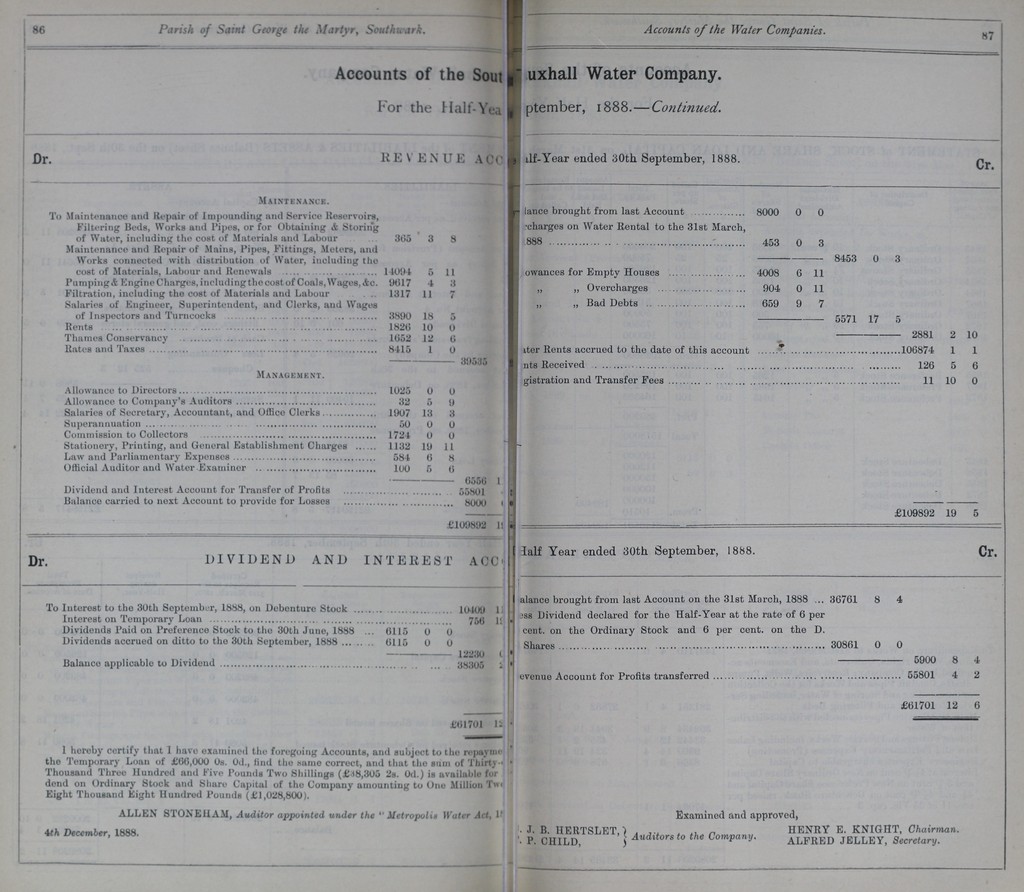 86
Parish of Saint George the Martyr, Southwark.
Accounts of the Sout
For the Half-Yea
Dr.
REVENUE ACC
MAINTENANCE.
To Maintenance and Repair of Impounding and Service Reservoirs,
Filtering Beds, Works and Pipes, or for Obtaining & Storing
of Water, including the cost of Materials and Labour ... 365 3 8
Maintenance and Repair of Mains, Pipes, Fittings, Meters, and
Works connected with distribution of Water, including the
cost of Materials, Labour and Renewals ... 14094 5 11
Pumping & Engine Charges, including the cost of Coals, Wages, &c. 9617 4 3
Filtration, including the cost of Materials and Labour ... 1317 11 7
Salaries of Engineer, Superintendent, and Clerks, and Wages
of Inspectors and Turncocks ... 3890 18 5
Rents ... 1826 10 0
Thames Conservancy ... 1652 12 6
Rates and Taxes ... 8415 1 0
39535
MANAGEMENT.
Allowance to Directors ... 1025 0 0
Allowance to Company's Auditors ... 32 5 9
Salaries of Secretary, Accountant, and Office Clerks ... 1907 13 3
Superannuation ... 50 0 0
Commission to Collectors ... 1724 0 0
Stationery, Printing, and General Establishment Charges ... 1132 19 11
Law and Parliamentary Expenses ... 584 6 8
Official Auditor and Water Examiner ... 100 5 6
6556 1
Dividend and Interest Account for Transfer of Profits ... 55801
Balance carried to next Account to provide for Losses ... 8000
£109892 19
Dr.
DIVIDEND AND INTEREST ACC
To Interest to the 30th September, 1888, on Debenture Stock ... 10409
Interest on Temporary Loan ... 756
Dividends Paid on Preference Stock to the 30th June, 1888 ... 6115 0 0
Dividends accrued on ditto to the 30th September, 1888 ... 6115 0 0
12230
Balance applicable to Dividend ... 38305
£61701 12
I hereby certify that I have examined the foregoing Accounts, and subject to the repayme
the Temporary Loan of £66,000 0s. 0d., find the same correct, and that the sum of Thirty-
Thousand Three Hundred and Five Pounds Two Shillings (£38,305 2s. 0d.) is available for
dend on Ordinary Stock and Share Capital of the Company amounting to One Million Twe
Eight Thousand Eight Hundred Pounds (£1,028,800).
ALLEN STONEHAM, Auditor appointed under the "Metropolis Water Act, 1
4th December, 1888.
Accounts of the Water Companies.
87
uxhall Water Company.
ptember, 1888.—Continued.
alf-Year ended 30th September, 1888.
Cr.
lance brought from last Account ... 8000 0 0
charges on Water Rental to the 31st March,
888 ... 453 0 3
8453 0 3
owances for Empty Houses ... 4008 6 11
„ „ Overcharges ... 904 0 11
„ „ Bad Debts ... 659 9 7
5571 17 5
2881 2 10
ter Rents accrued to the date of this account ... 106874 1 1
nts Received ... 126 5 6
gistration and Transfer Fees ... 11 10 0
£109892 19 5
Half Year ended 30th September, 1888.
Cr.
alance brought from last Account on the 31st March, 1888 ... 36761 8 4
ess Dividend declared for the Half-Year at the rate of 6 per
cent. on the Ordinary Stock and 6 per cent. on the D.
Shares ... 30861 0 0
5900 8 4
evenue Account for Profits transferred ... 55801 4 2
£61701 12 6
Examined and approved,
J. B. HERTSLET, } Auditors to the Company.
P. CHILD,
HENRY E. KNIGHT, Chairman.
ALFRED JELLEY, Secretary.